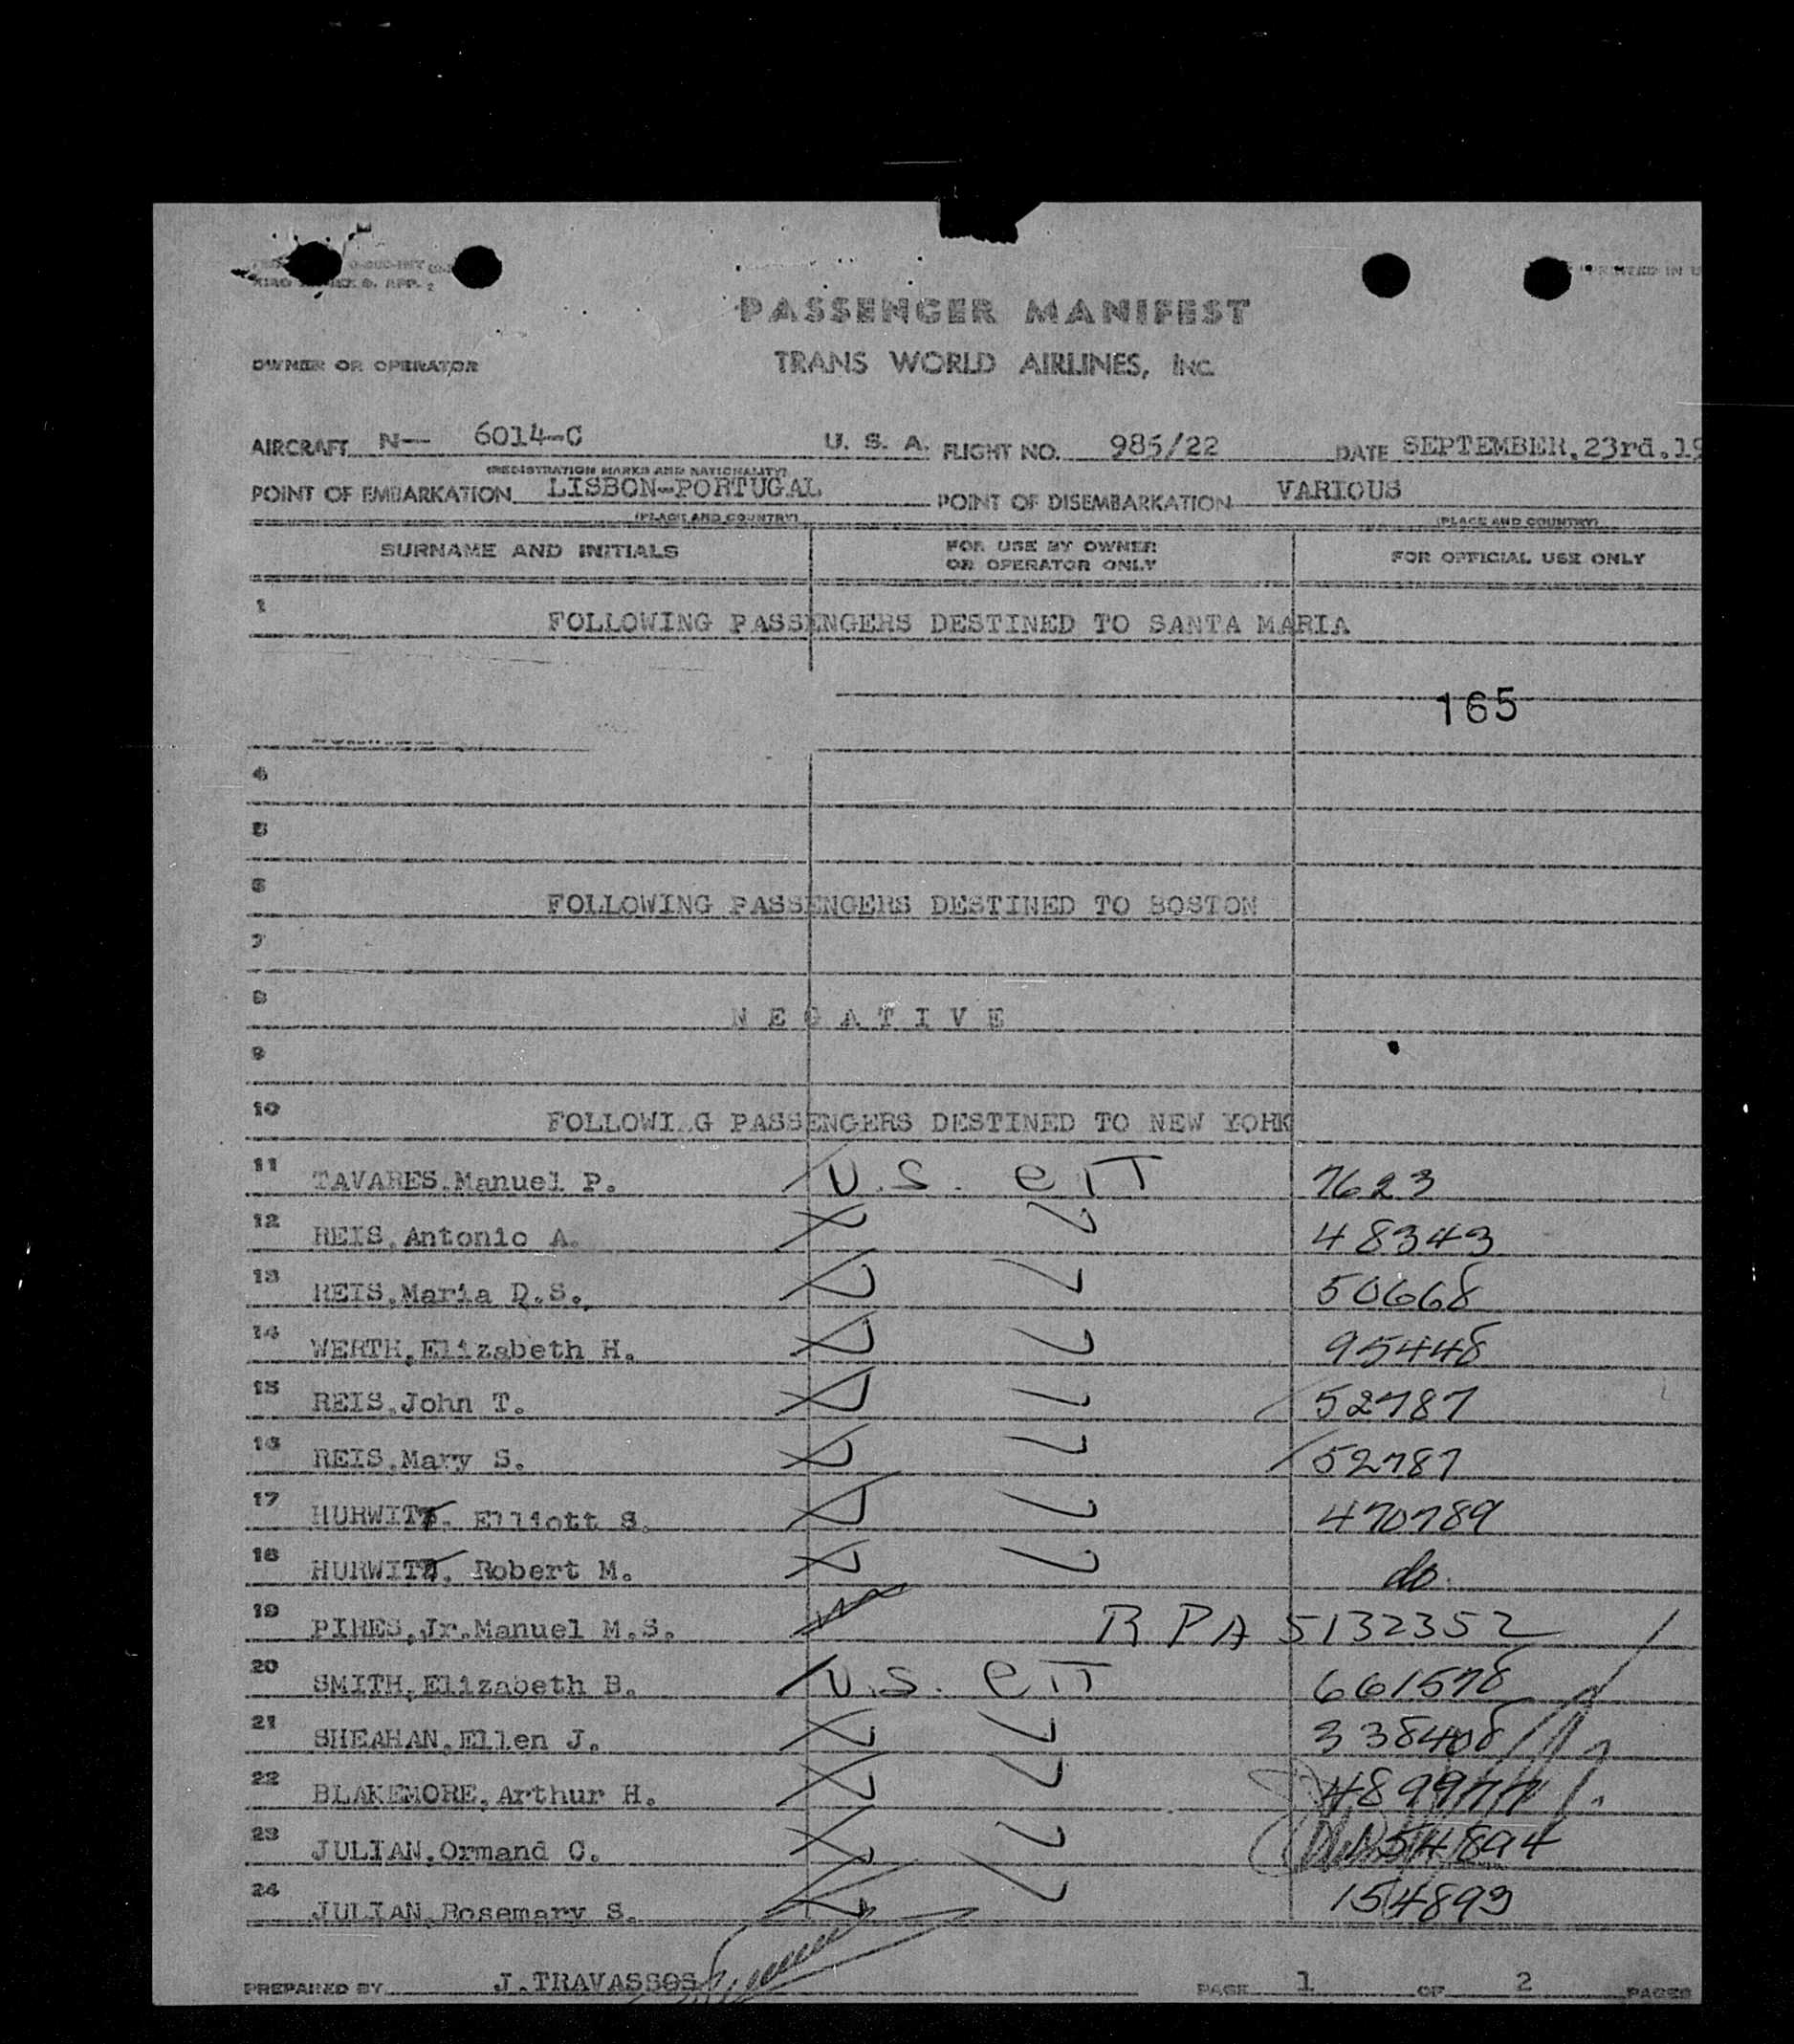 PRINTED IN U
PASSENGER MANIFEST
OWNER OR OPERATOR TRANS WORLD AIRLINES, INC.
AIRCRAFT N— 6014-C U. S. A. FLIGHT NO. 985/22 DATE SEPTEMBER, 23rd. 19
(REGISTRATION MARKS AND NATIONALITY)
POINT OF EMBARKATION LISBON-PORTUGAL POINT OF DISEMBARKATION VARIOUS
(PLACE AND COUNTRY) (PLACE AND COUNTRY)
SURNAME AND INITIALS FOR USE BY OWNER OR OPERATOR ONLY FOR OFFICIAL USE ONLY
1 FOLLOWING PASSENGERS DESTINED TO SANTA MARIA
165
4
5
6 FOLLOWING PASSENGERS DESTINED TO BOSTON
7
8 N E G A T I V E
9
10 FOLLOWI G PASSENGERS DESTINED TO NEW YORK
11 TAVARES, Manuel P. U.S. CIT 7623
12 REIS, Antonio A. 48343
13 REIS, Maria D.S. 50668
14 WERTH, Elizabeth H. 95448
15 REIS, John T. 52787
16 REIS, Mary S. 52787
17 HURWITZ, Elliott S. 470789
18 HURWITZ, Robert M. do
19 PIRES, Jr. Manuel M.S. R P A 5132352
20 SMITH, Elizabeth B. U.S. CIT 661578
21 SHEAHAN, Ellen J. 338408
22 BLAKEMORE, Arthur H. 489977
23 JULIAN, Ormand C. 154894
24 JULIAN, Rosemary S. 154893
PREPARED BY J. TRAVASSOS PAGE 1 OF 2 PAGES